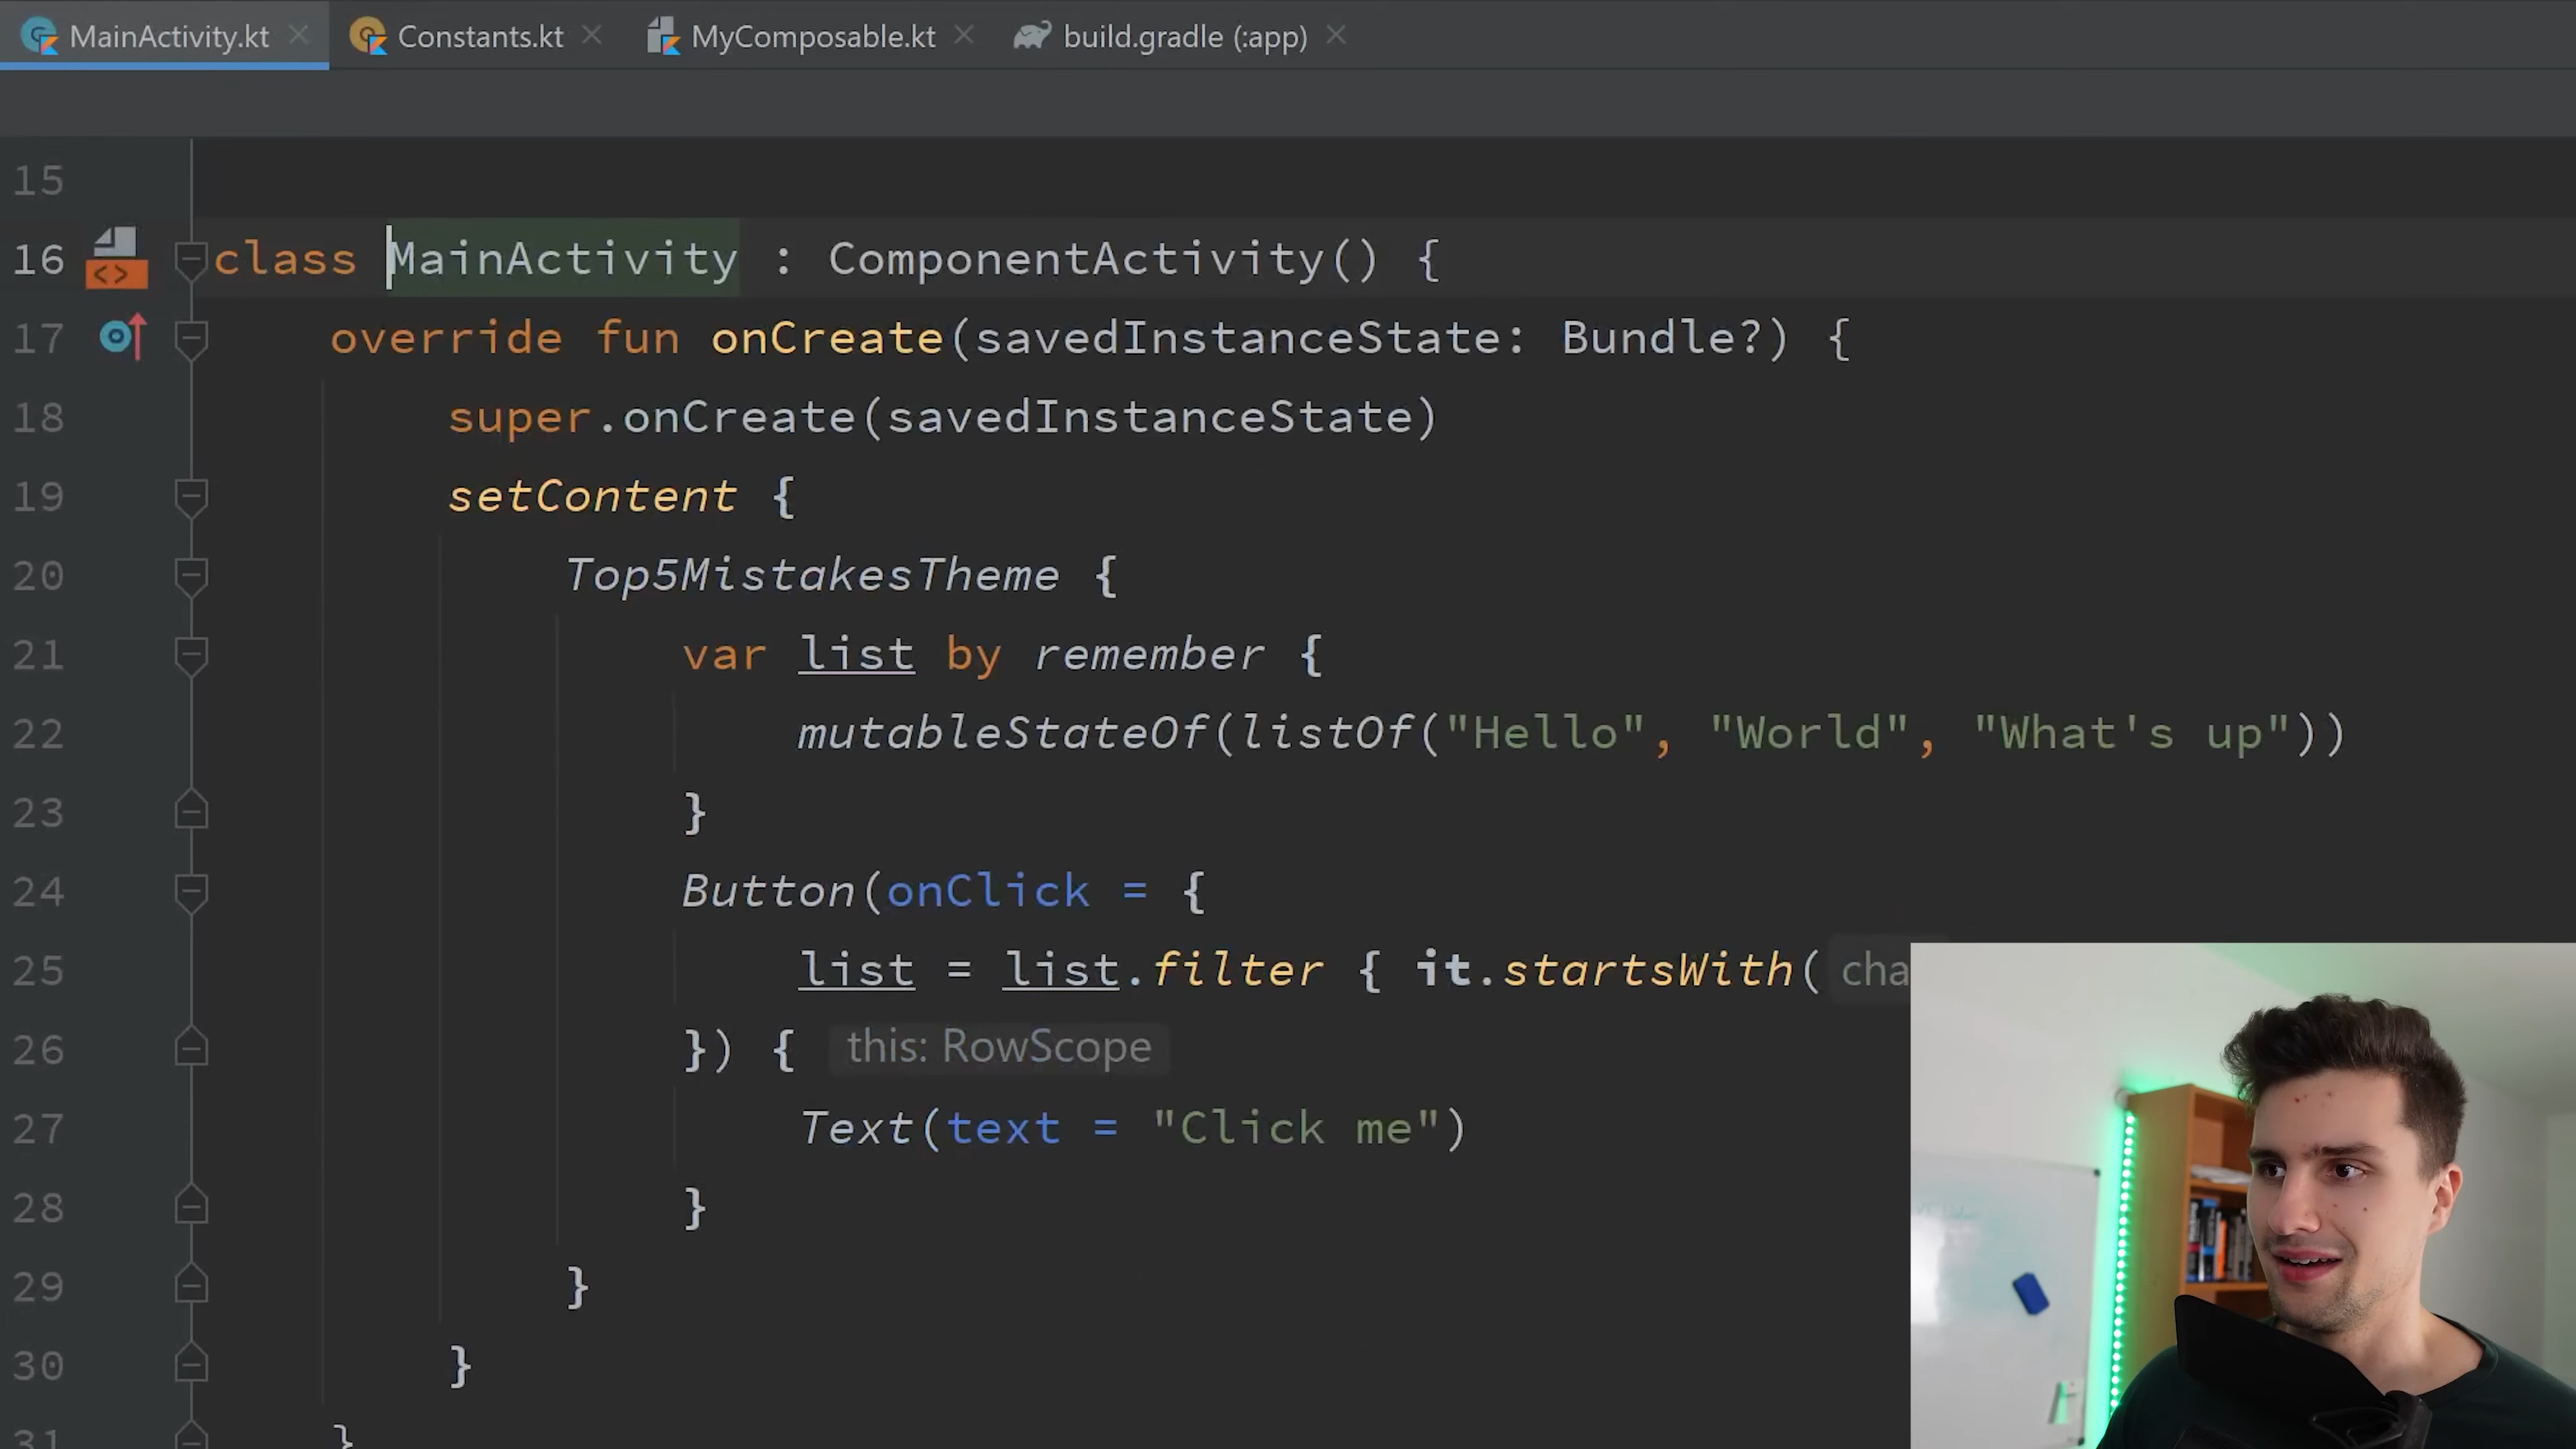 MainActivity.kt Constants.kt MyComposable.kt build.gradle (:app)
15
16 class MainActivity : ComponentActivity() {
17 override fun onCreate(savedInstanceState: Bundle?) {
18 super.onCreate(savedInstanceState)
19 setContent {
20 Top5MistakesTheme {
21 var list by remember {
22 mutableStateOf(listOf("Hello", "World", "What's up"))
23 }
24 Button(onClick = {
25 list = list.filter { it.startsWith( cha
26 }) { this: RowScope
27 Text(text = "Click me")
28 }
29 }
30 }
31 }